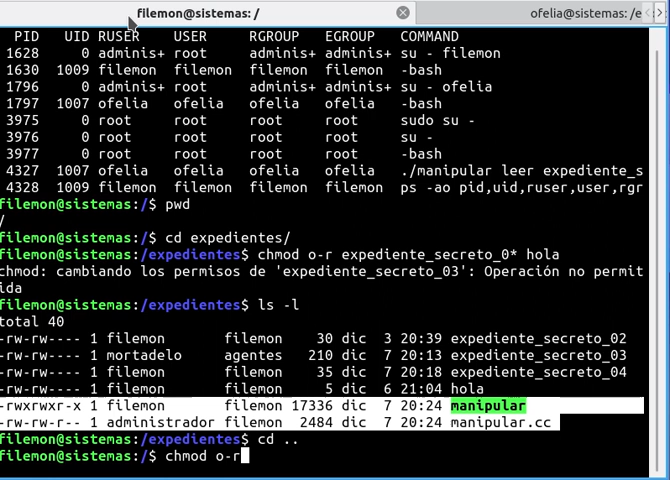 filemon@sistemas: /
ofelia@sistemas: /e
PID UID RUSER USER RGROUP EGROUP COMMAND
1628 0 adminis+ root adminis+ root su - filemon
1630 1009 filemon filemon filemon filemon -bash
1796 0 adminis+ root adminis+ root su - ofelia
1797 1007 ofelia ofelia ofelia ofelia -bash
3975 0 root root root root sudo su -
3976 0 root root root root su -
3977 0 root root root root -bash
4327 1007 ofelia ofelia ofelia ofelia ./manipular leer expediente_s
4328 1009 filemon filemon filemon filemon ps -ao pid,uid,ruser,user,rgr
filemon@sistemas:/$ pwd
/
filemon@sistemas:/$ cd expedientes/
filemon@sistemas:/expedientes$ chmod o-r expediente_secreto_0* hola
chmod: cambiando los permisos de 'expediente_secreto_03': Operación no permit
ida
filemon@sistemas:/expedientes$ ls -l
total 40
-rw-rw---- 1 filemon filemon 30 dic 3 20:39 expediente_secreto_02
-rw-rw---- 1 mortadelo agentes 210 dic 7 20:13 expediente_secreto_03
-rw-rw---- 1 filemon filemon 35 dic 7 20:18 expediente_secreto_04
-rw-rw---- 1 filemon filemon 5 dic 6 21:04 hola
-rwxrwxr-x 1 filemon filemon 17336 dic 7 20:24 manipular
-rw-rw-r-- 1 administrador filemon 2484 dic 7 20:24 manipular.cc
filemon@sistemas:/expedientes$ cd ..
filemon@sistemas:/$ chmod o-r